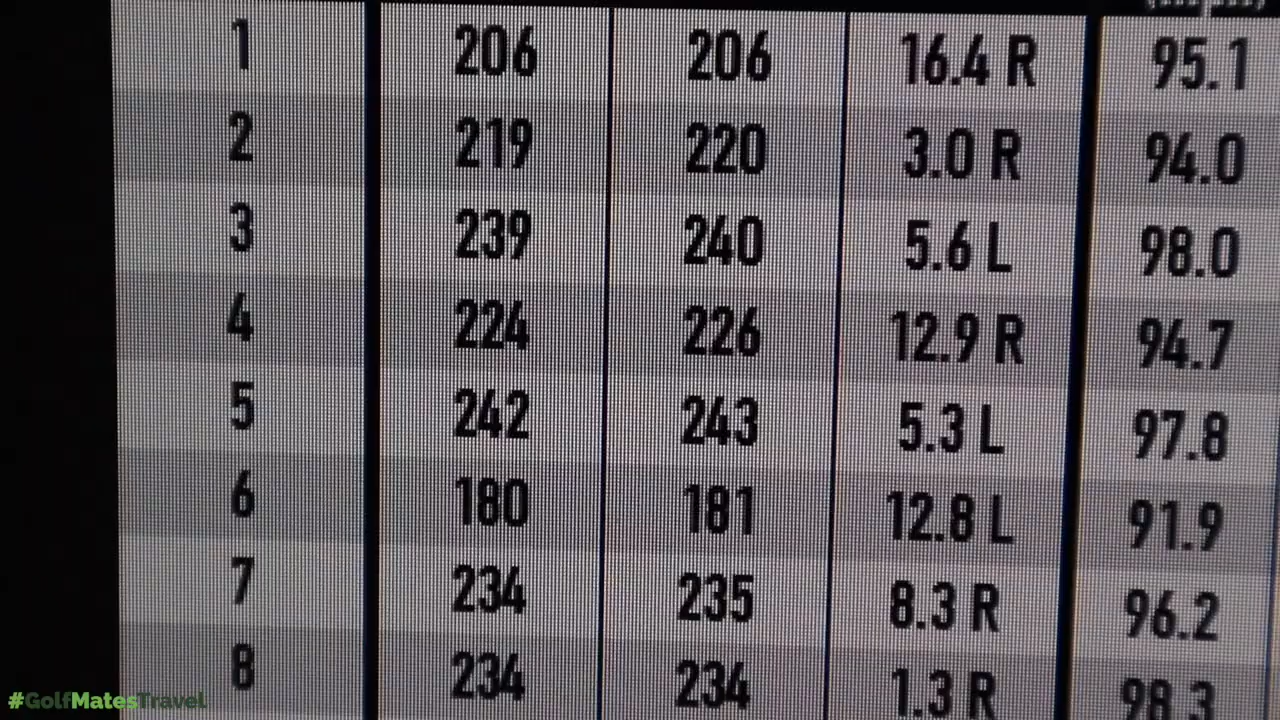 1 206 206 16.4 R 95.1
2 219 220 3.0 R 94.0
3 239 240 5.6 L 98.0
4 224 226 12.9 R 94.7
5 242 243 5.3 L 97.8
6 180 181 12.8 L 91.9
7 234 235 8.3 R 96.2
8 234 234 1.3 R 98.3
#GolfMatesTravel